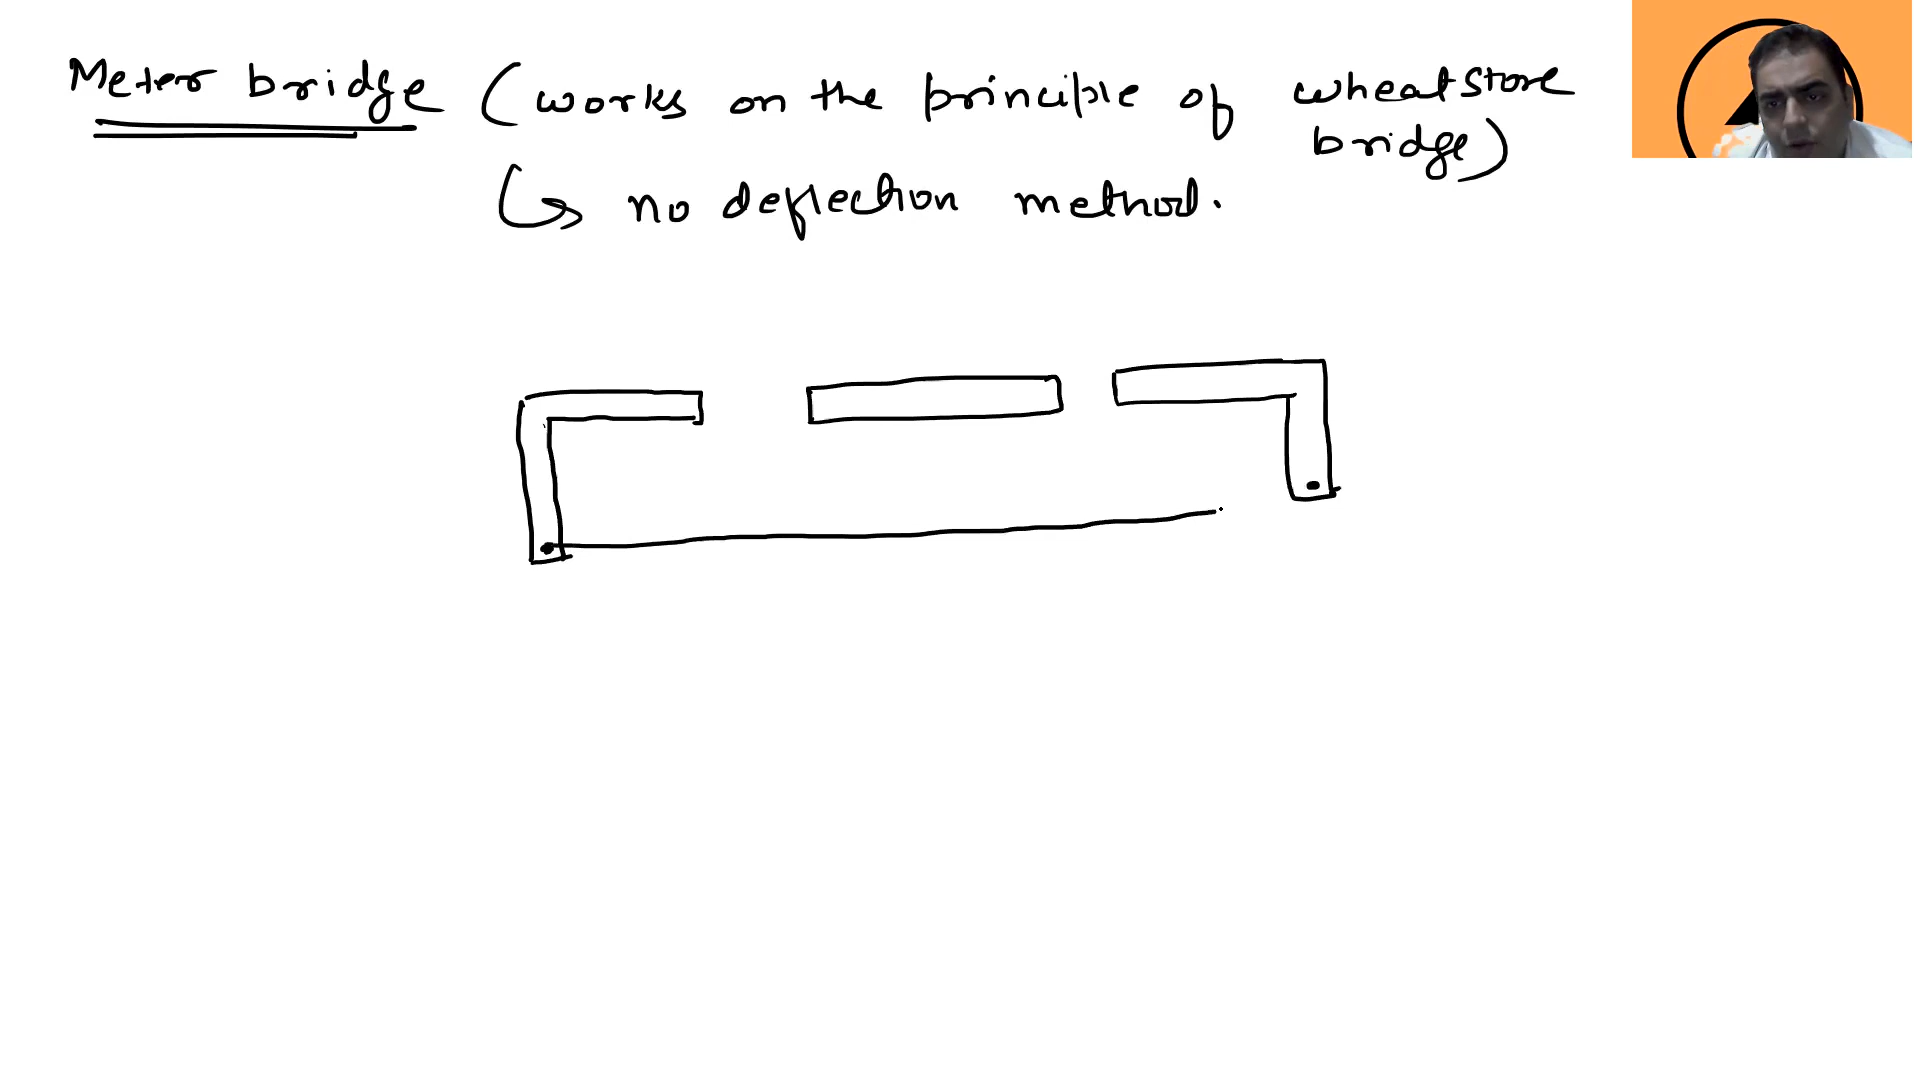 Meter bridge (works on the principle of wheatstone
bridge)
↳ no deflection method.